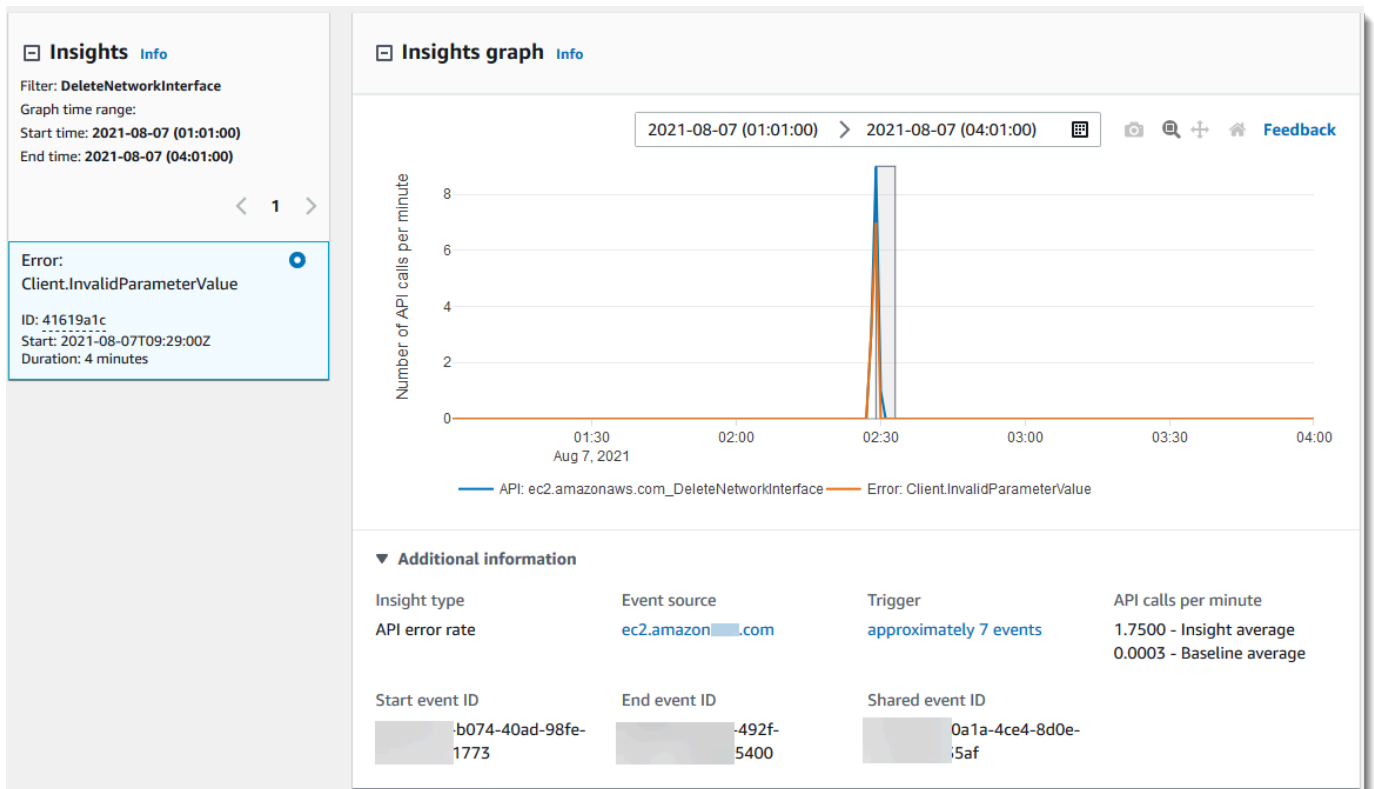 Insights Info
Filter: DeleteNetworkInterface
Graph time range:
Start time: 2021-08-07 (01:01:00)
End time: 2021-08-07 (04:01:00)
1
Error:
Client.InvalidParameterValue
ID: 41619a1c
Start: 2021-08-07T09:29:00Z
Duration: 4 minutes
Insights graph Info
2021-08-07 (01:01:00) 2021-08-07 (04:01:00) Feedback
Number of API calls per minute
8
6
4
2
0
01:30 02:00 02:30 03:00 03:30 04:00
Aug 7, 2021
API: ec2.amazonaws.com_DeleteNetworkInterface Error: Client.InvalidParameterValue
Additional information
Insight type Event source Trigger API calls per minute
API error rate ec2.amazon .com approximately 7 events 1.7500 - Insight average
0.0003 - Baseline average
Start event ID End event ID Shared event ID
b074-40ad-98fe- -492f- 0a1a-4ce4-8d0e-
1773 5400 5af